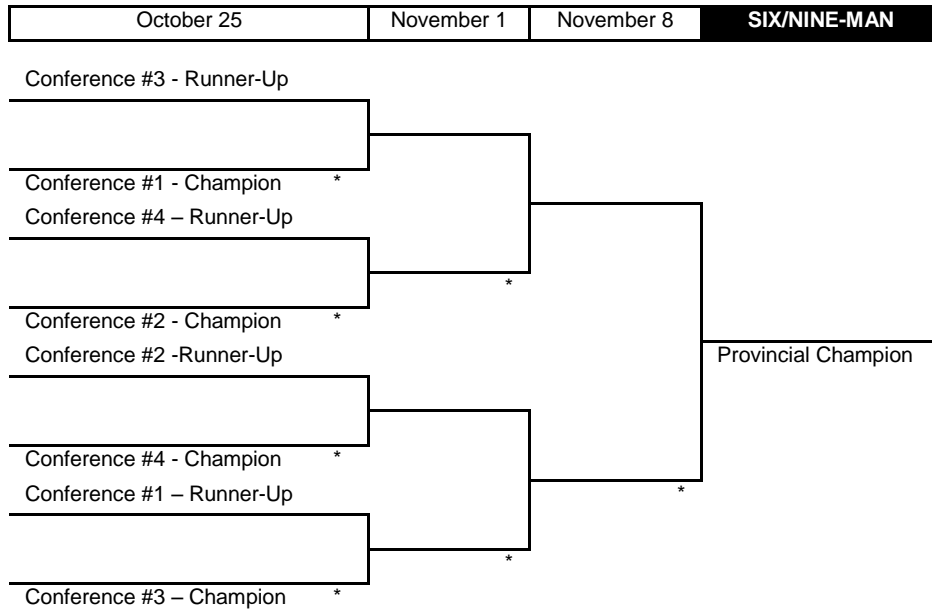 October 25 November 1 November 8 SIX/NINE-MAN
Conference #3 - Runner-Up
Conference #1 - Champion *
Conference #4 – Runner-Up
*
Conference #2 - Champion *
Conference #2 -Runner-Up
Provincial Champion
Conference #4 - Champion *
Conference #1 – Runner-Up
*
*
Conference #3 – Champion *